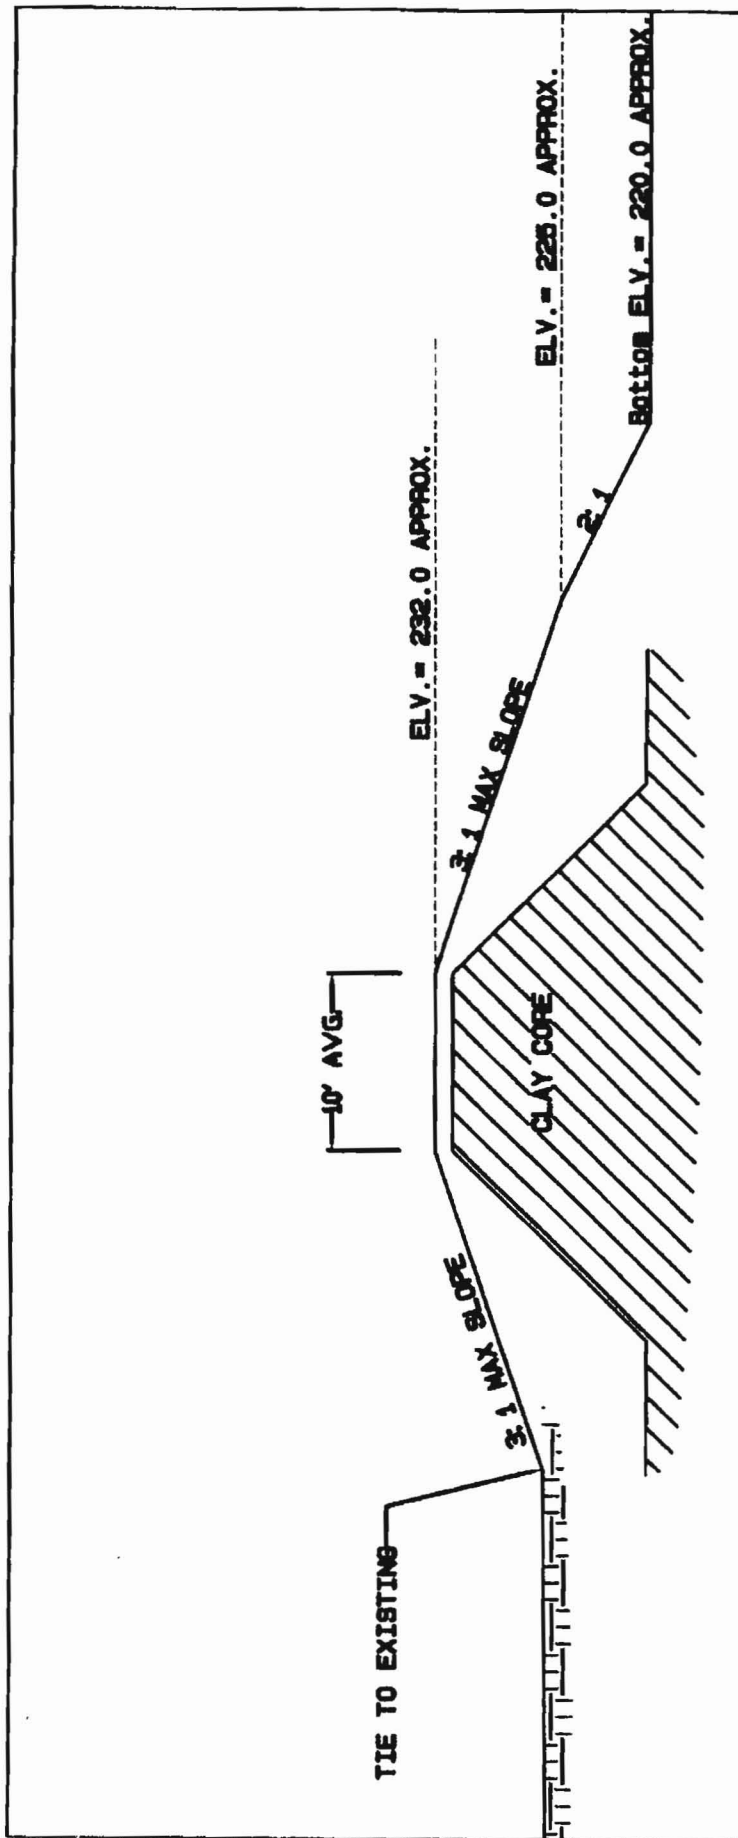 TIE TO EXISTING
3:1 MAX SLOPE
10' AVG.
CLAY CORE
ELV.= 232.0 APPROX.
3:1 MAX SLOPE
ELV.= 225.0 APPROX.
2:1
Bottom ELV.= 220.0 APPROX.